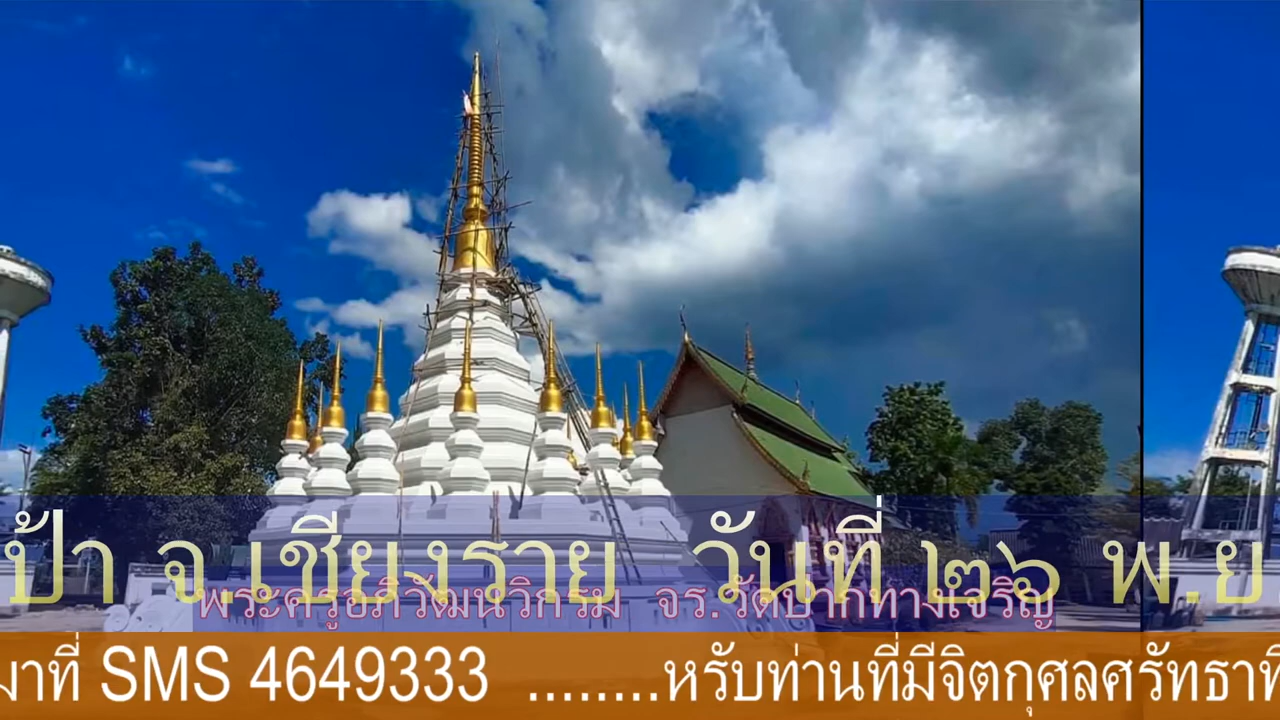 ป้า จ.เชียงราย วันที่ ๒๖ พ.ย
พระครูอภิวัฒนวิกรม จร.วัดปากทางเจริญ
มาที่ SMS 4649333 ........หรับท่านที่มีจิตกุศลศรัทธาที